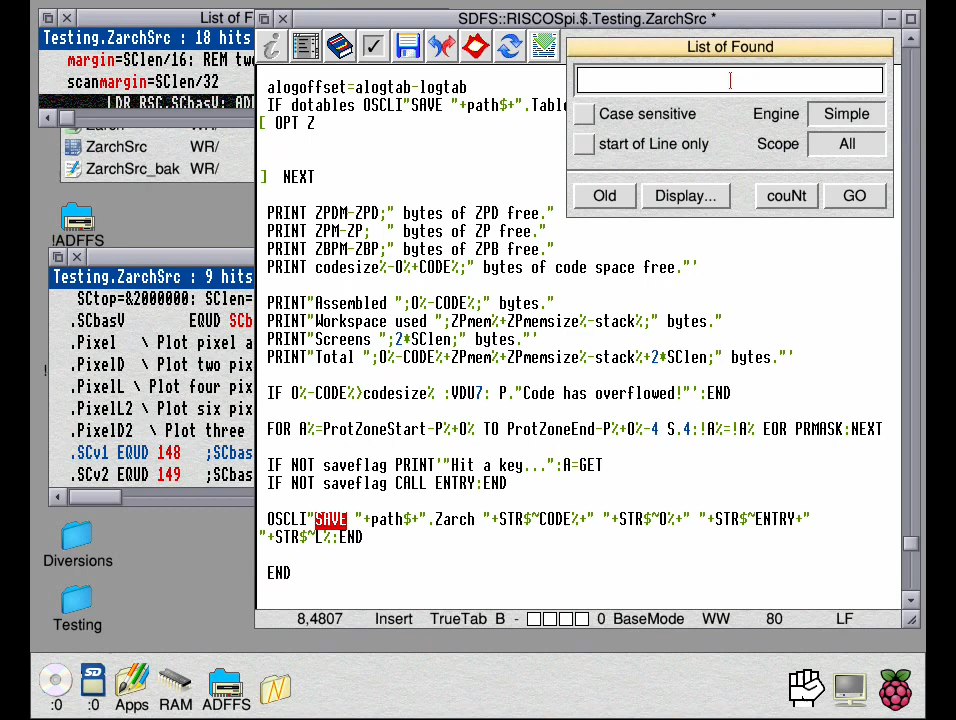 List of F
Testing.ZarchSrc : 18 hits
margin=SClen/16: REM tw
scanmargin=SClen/32
ZarchSrc WR/
ZarchSrc_bak WR/
!ADFFS
Testing.ZarchSrc : 9 hits
SCtop=&2000000: SClen=
.SCbasV EQUD SCb
.Pixel \ Plot pixel a
.PixelD \ Plot two pix
.PixelL \ Plot four pix
.PixelL2 \ Plot six pix
.PixelD2 \ Plot three
.SCv1 EQUD 148 ;SCbas
.SCv2 EQUD 149 ;SCbas
Diversions
Testing
SDFS::RISCOSpi.$.Testing.ZarchSrc *
alogoffset=alogtab-logtab
IF dotables OSCLI"SAVE "+path$+".Table
[ OPT Z
] NEXT
PRINT ZPDM-ZPD;" bytes of ZPD free."
PRINT ZPM-ZP; " bytes of ZP free."
PRINT ZBPM-ZBP;" bytes of ZPB free."
PRINT codesize%-O%+CODE%;" bytes of code space free."'
PRINT"Assembled ";O%-CODE%;" bytes."
PRINT"Workspace used ";ZPmem%+ZPmemsize%-stack%;" bytes."
PRINT"Screens ";2*SClen;" bytes."'
PRINT"Total ";O%-CODE%+ZPmem%+ZPmemsize%-stack%+2*SClen;" bytes."'
IF O%-CODE%>codesize% :VDU7: P."Code has overflowed!"':END
FOR A%=ProtZoneStart-P%+O% TO ProtZoneEnd-P%+O%-4 S.4:!A%=!A% EOR PRMASK:NEXT
IF NOT saveflag PRINT'"Hit a key...":A=GET
IF NOT saveflag CALL ENTRY:END
OSCLI"SAVE "+path$+".Zarch "+STR$~CODE%+" "+STR$~O%+" "+STR$~ENTRY+"
"+STR$~L%:END
END
8,4807 Insert TrueTab B - 0 BaseMode WW 80 LF
List of Found
Case sensitive Engine Simple
start of Line only Scope All
Old Display... couNt GO
:0 :0 Apps RAM ADFFS